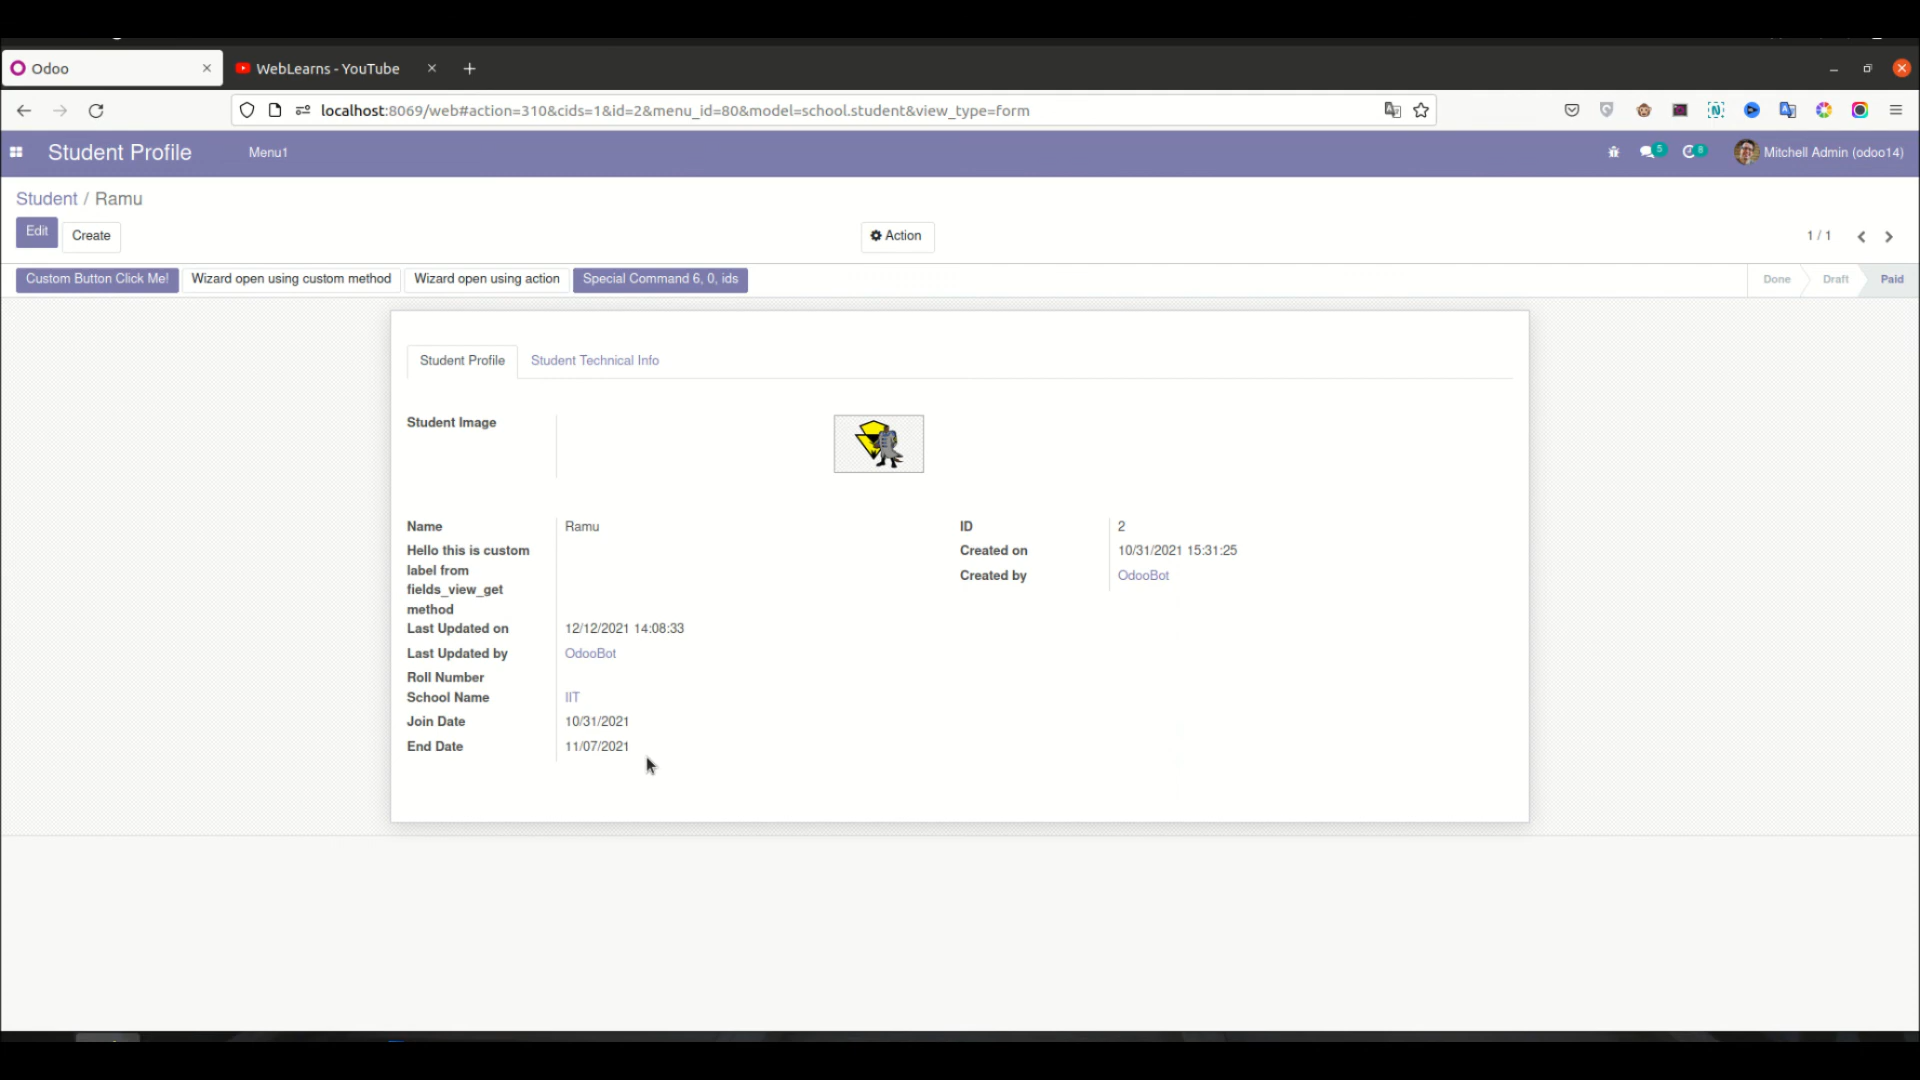 Odoo
WebLearns - YouTube
localhost:8069/web#action=310&cids=1&id=2&menu_id=80&model=school.student&view_type=form
Student Profile
Menu1
5
8
Mitchell Admin (odoo14)
Student / Ramu
Edit
Create
Action
1 / 1
Custom Button Click Me!
Wizard open using custom method
Wizard open using action
Special Command 6, 0, ids
Done
Draft
Paid
Student Profile
Student Technical Info
Student Image
Name
Ramu
Hello this is custom
label from
fields_view_get
method
Last Updated on
12/12/2021 14:08:33
Last Updated by
OdooBot
Roll Number
School Name
IIT
Join Date
10/31/2021
End Date
11/07/2021
ID
2
Created on
10/31/2021 15:31:25
Created by
OdooBot